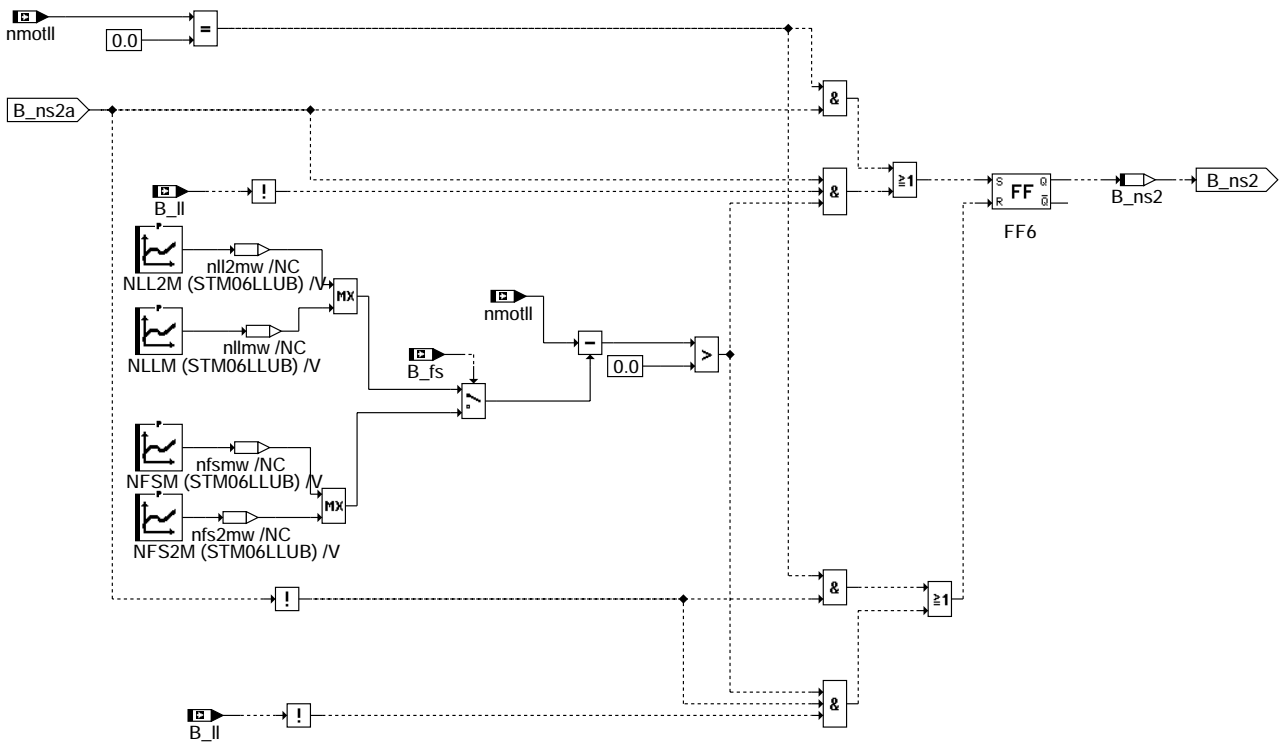 nmotll
0.0
=
B_ns2a
&
B_ll
!
&
≧1
S Q
FF
R Q̅
FF6
B_ns2
B_ns2
nll2mw /NC
NLL2M (STM06LLUB) /V
MX
nllmw /NC
NLLM (STM06LLUB) /V
nmotll
−
0.0
>
B_fs
nfsmw /NC
NFSM (STM06LLUB) /V
MX
nfs2mw /NC
NFS2M (STM06LLUB) /V
!
&
≧1
&
B_ll
!